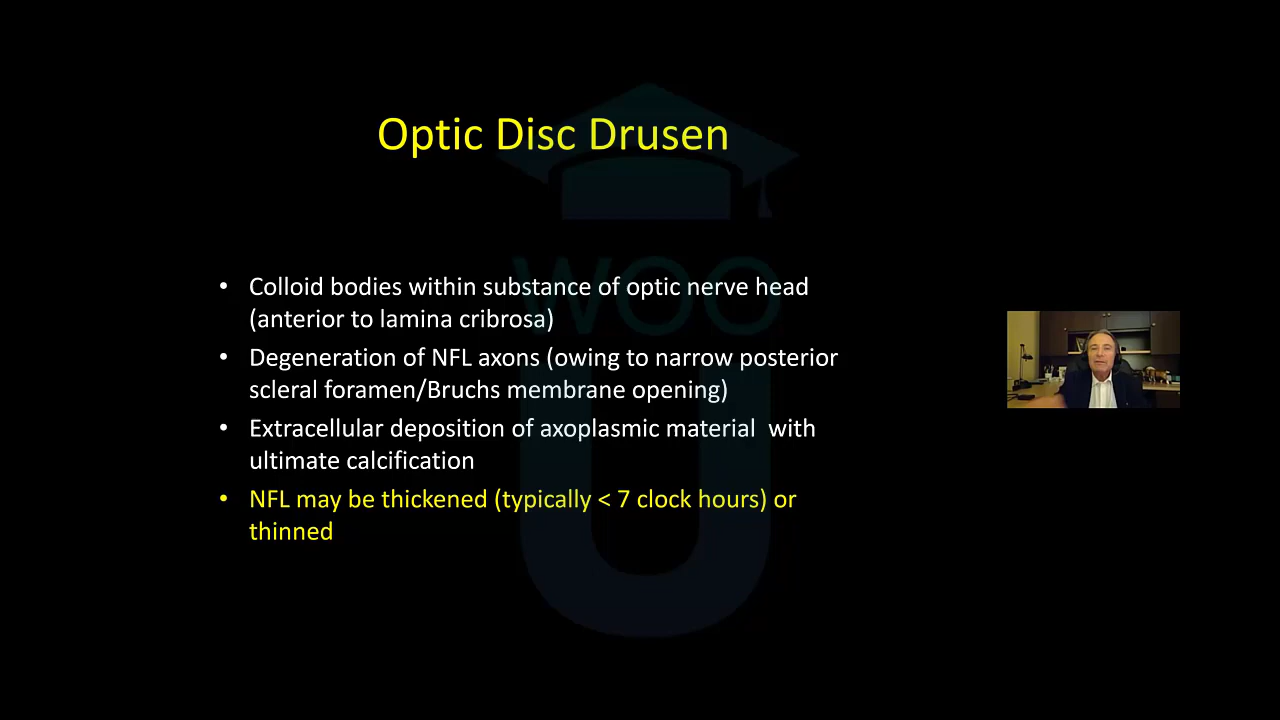 Optic Disc Drusen
• Colloid bodies within substance of optic nerve head
(anterior to lamina cribrosa)
• Degeneration of NFL axons (owing to narrow posterior
scleral foramen/Bruchs membrane opening)
• Extracellular deposition of axoplasmic material with
ultimate calcification
• NFL may be thickened (typically < 7 clock hours) or
thinned
WOO
U